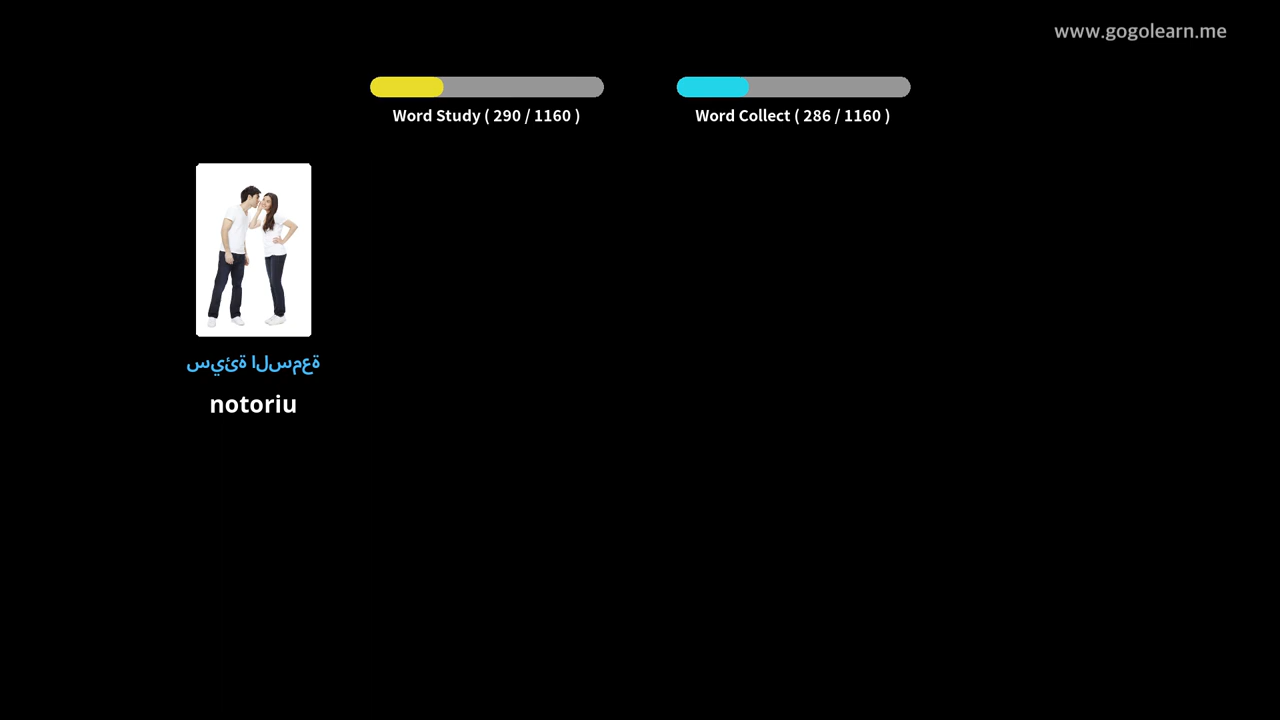 www.gogolearn.me
Word Study ( 290 / 1160 )
Word Collect ( 286 / 1160 )
سيئة السمعة
notoriu